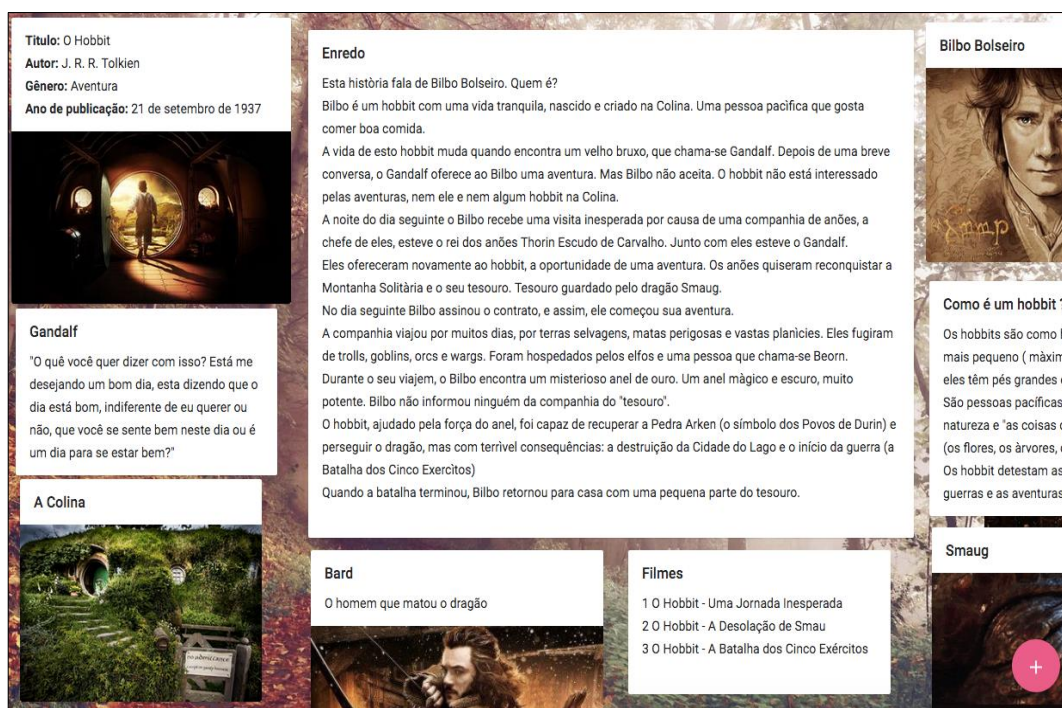 Titulo: O Hobbit
Autor: J. R. R. Tolkien
Gênero: Aventura
Ano de publicação: 21 de setembro de 1937
Gandalf
"O quê você quer dizer com isso? Está me
desejando um bom dia, esta dizendo que o
dia está bom, indiferente de eu querer ou
não, que você se sente bem neste dia ou é
um dia para se estar bem?"
A Colina
no admittance
Enredo
Esta història fala de Bilbo Bolseiro. Quem é?
Bilbo é um hobbit com uma vida tranquila, nascido e criado na Colina. Uma pessoa pacìfica que gosta
comer boa comida.
A vida de esto hobbit muda quando encontra um velho bruxo, que chama-se Gandalf. Depois de uma breve
conversa, o Gandalf oferece ao Bilbo uma aventura. Mas Bilbo não aceita. O hobbit não está interessado
pelas aventuras, nem ele e nem algum hobbit na Colina.
A noite do dia seguinte o Bilbo recebe uma visita inesperada por causa de uma companhia de anões, a
chefe de eles, esteve o rei dos anões Thorin Escudo de Carvalho. Junto com eles esteve o Gandalf.
Eles ofereceram novamente ao hobbit, a oportunidade de uma aventura. Os anões quiseram reconquistar a
Montanha Solitària e o seu tesouro. Tesouro guardado pelo dragão Smaug.
No dia seguinte Bilbo assinou o contrato, e assim, ele começou sua aventura.
A companhia viajou por muitos dias, por terras selvagens, matas perigosas e vastas planìcies. Eles fugiram
de trolls, goblins, orcs e wargs. Foram hospedados pelos elfos e uma pessoa que chama-se Beorn.
Durante o seu viajem, o Bilbo encontra um misterioso anel de ouro. Um anel màgico e escuro, muito
potente. Bilbo não informou ninguém da companhia do "tesouro".
O hobbit, ajudado pela força do anel, foi capaz de recuperar a Pedra Arken (o símbolo dos Povos de Durin) e
perseguir o dragão, mas com terrìvel consequências: a destruição da Cidade do Lago e o início da guerra (a
Batalha dos Cinco Exercìtos)
Quando a batalha terminou, Bilbo retornou para casa com uma pequena parte do tesouro.
Bard
O homem que matou o dragão
Filmes
1 O Hobbit - Uma Jornada Inesperada
2 O Hobbit - A Desolação de Smau
3 O Hobbit - A Batalha dos Cinco Exércitos
Bilbo Bolseiro
Como é um hobbit ?
Os hobbits são como
mais pequeno ( màxim
eles têm pés grandes
São pessoas pacíficas
natureza e "as coisas
(os flores, os àrvores,
Os hobbit detestam as
guerras e as aventuras
Smaug
+